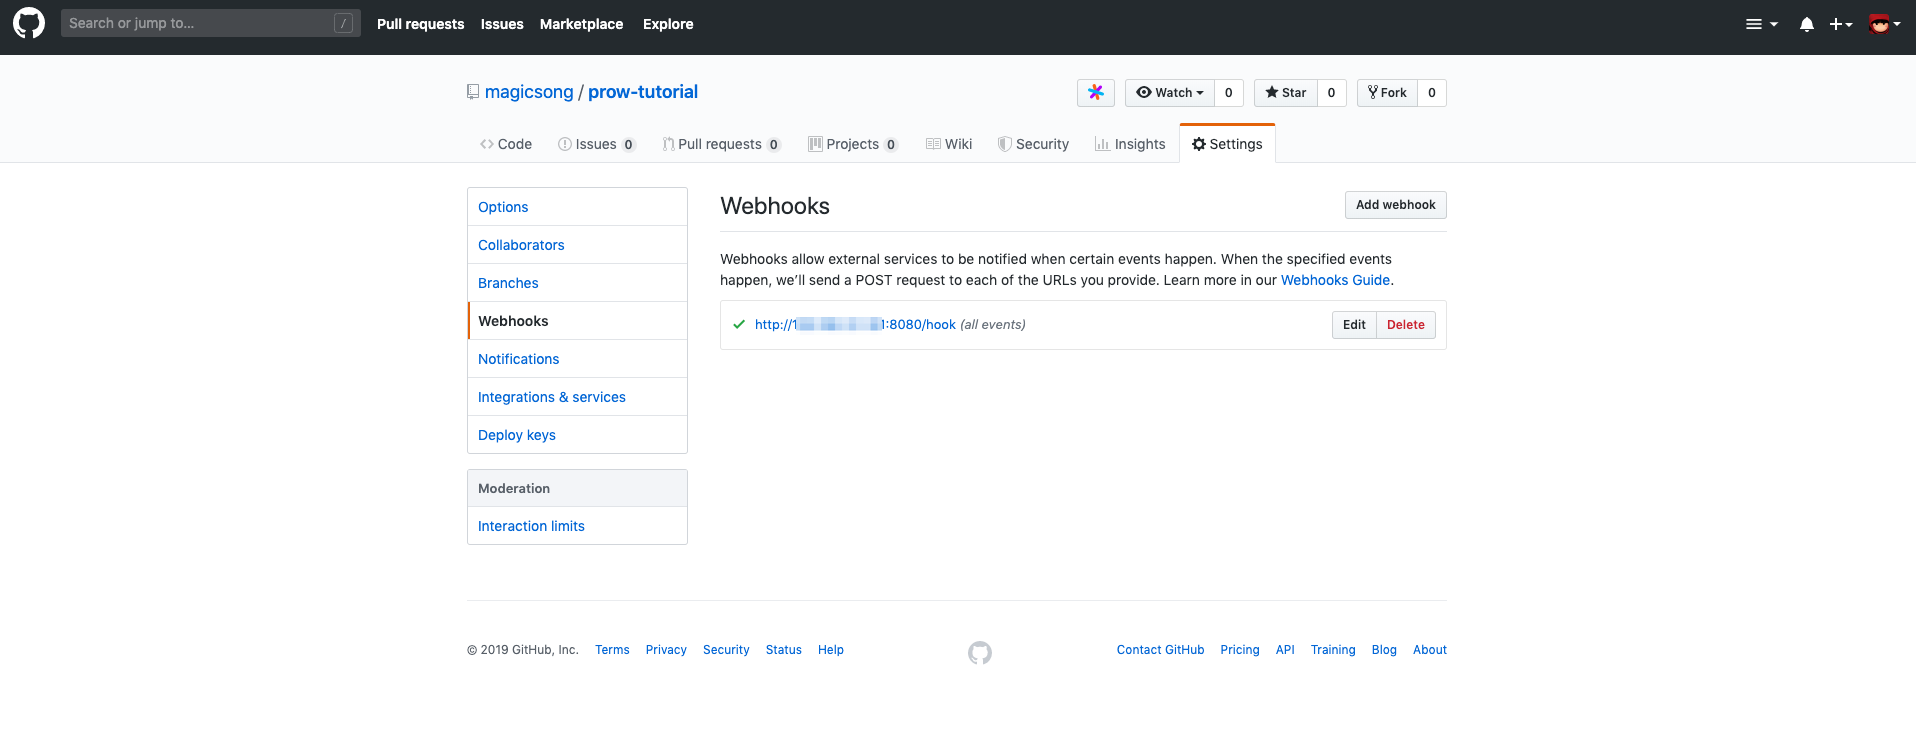 Search or jump to… /
Pull requests Issues Marketplace Explore
magicsong / prow-tutorial
Watch 0 Star 0 Fork 0
Code Issues 0 Pull requests 0 Projects 0 Wiki Security Insights Settings
Options
Collaborators
Branches
Webhooks
Notifications
Integrations & services
Deploy keys
Moderation
Interaction limits
Webhooks
Add webhook
Webhooks allow external services to be notified when certain events happen. When the specified events
happen, we’ll send a POST request to each of the URLs you provide. Learn more in our Webhooks Guide.
http://1 :8080/hook (all events)
Edit Delete
© 2019 GitHub, Inc. Terms Privacy Security Status Help
Contact GitHub Pricing API Training Blog About